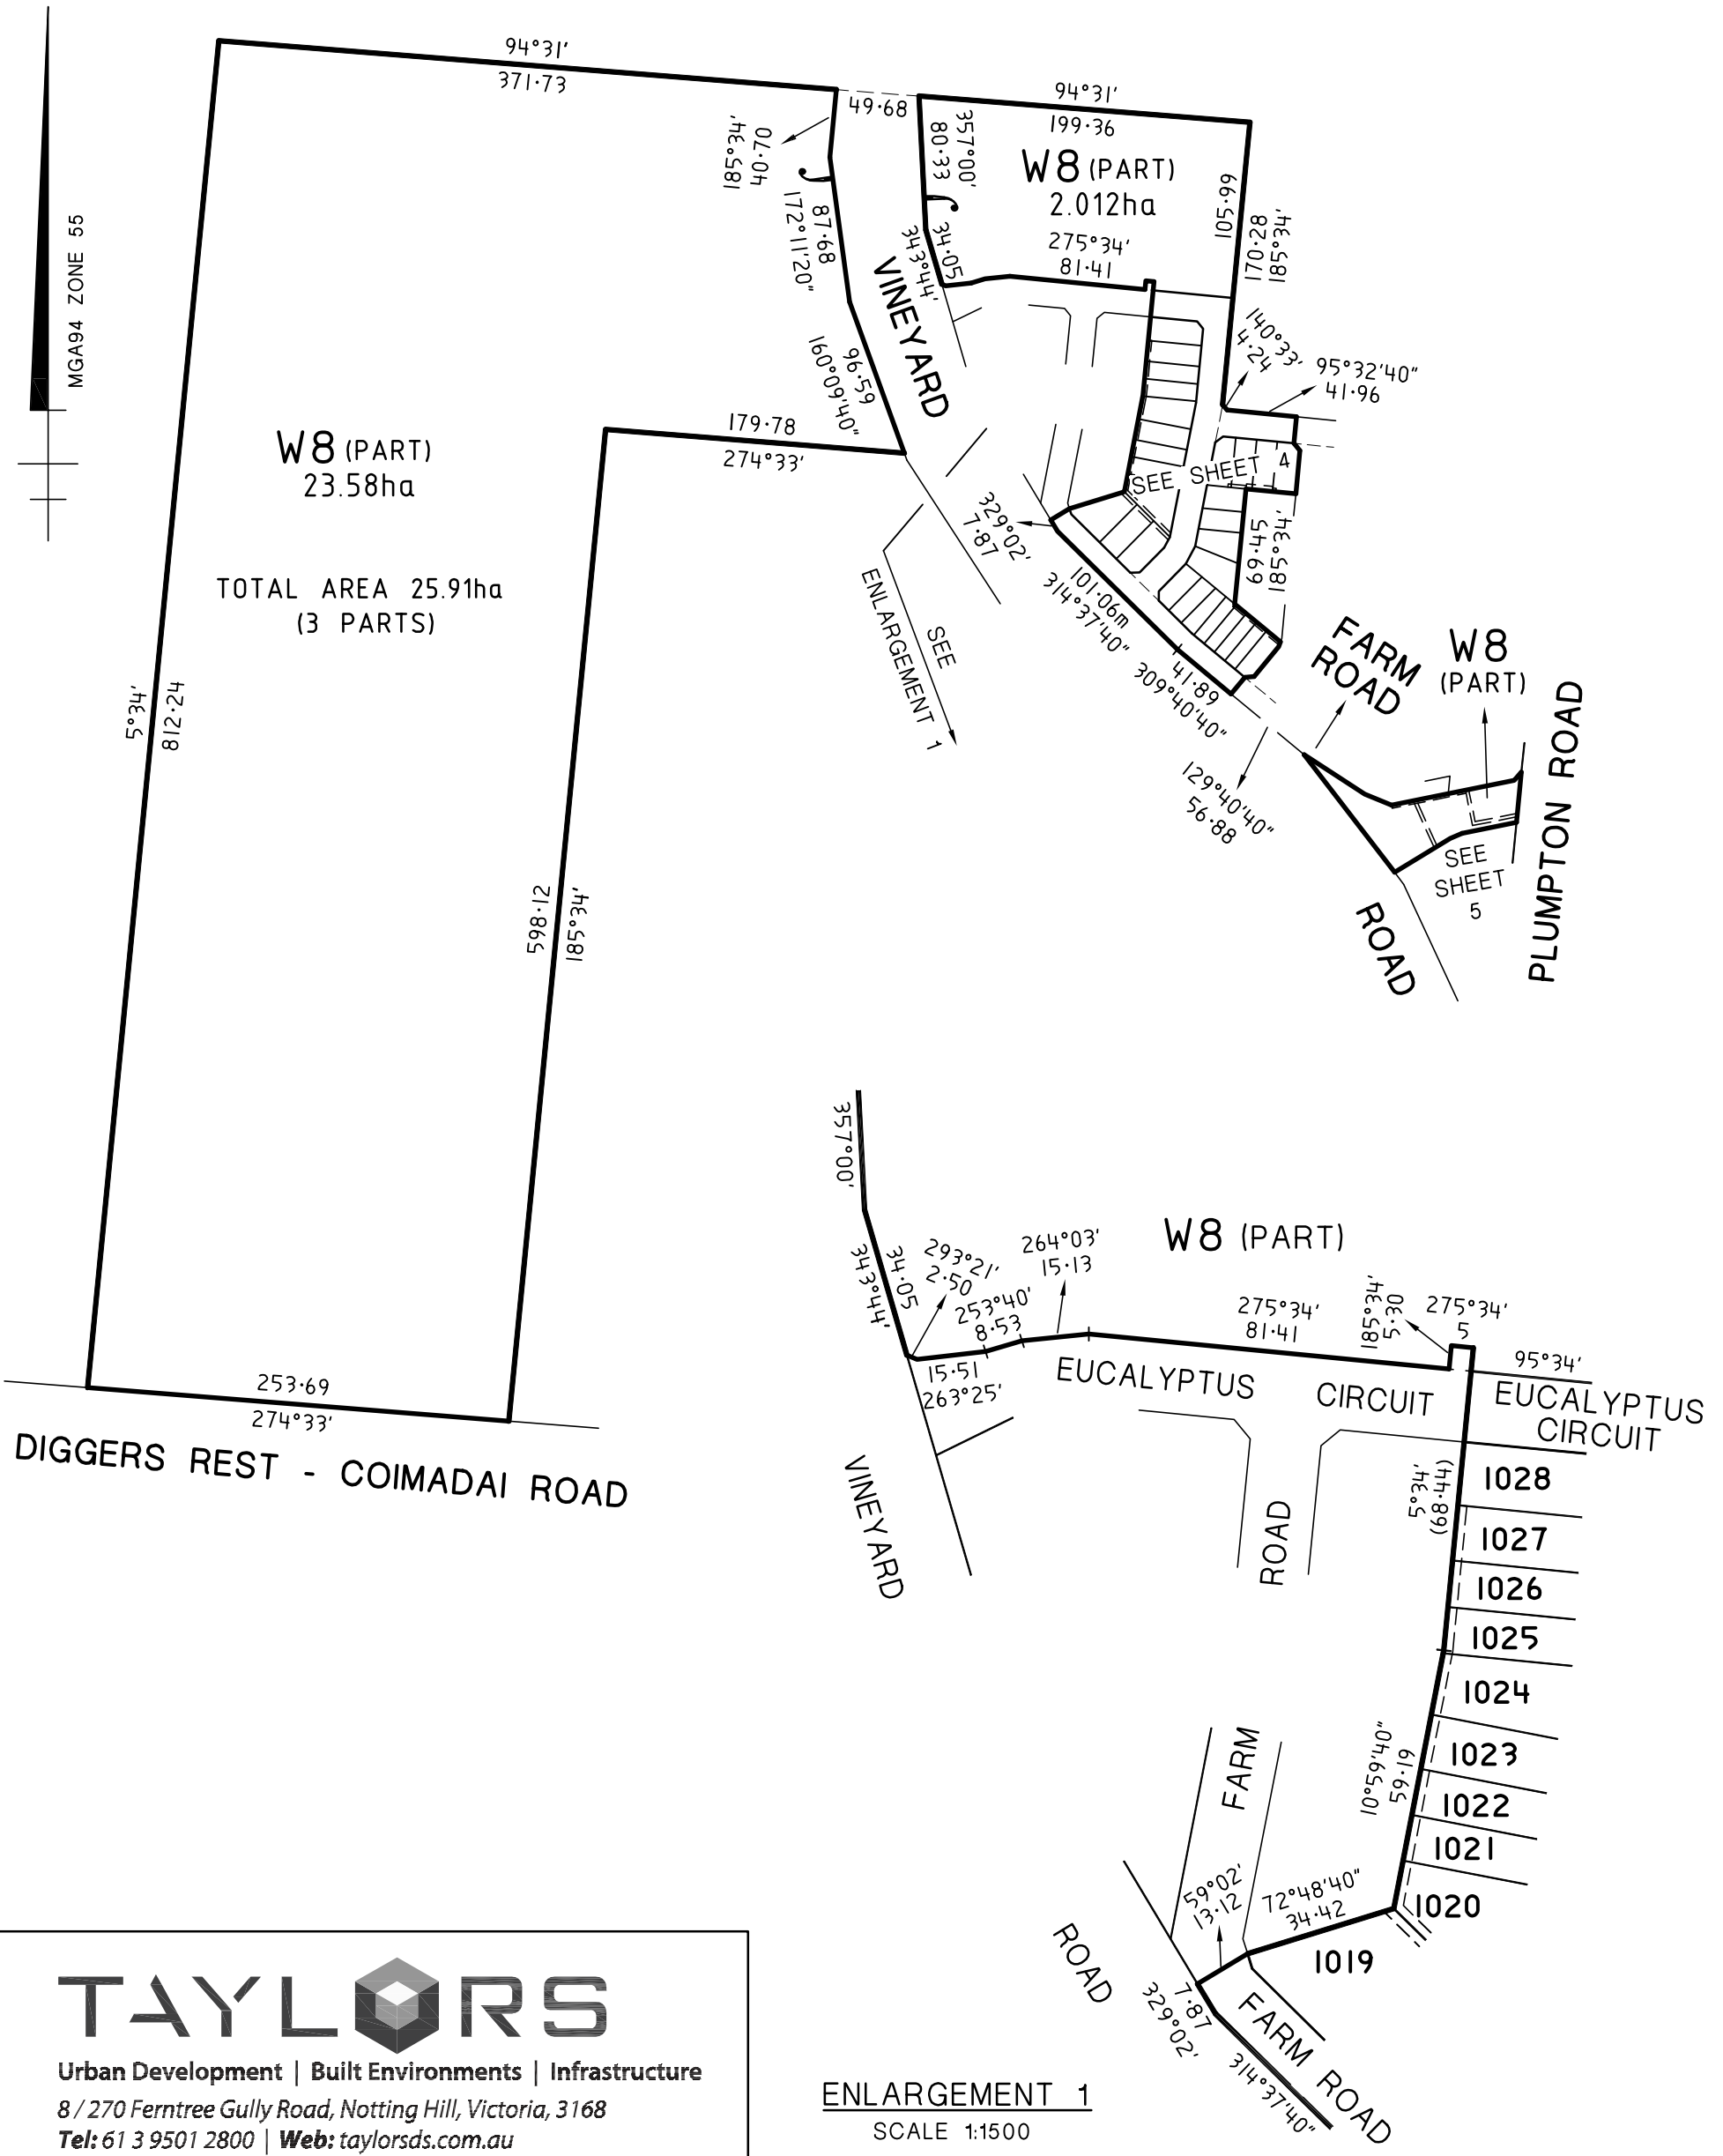 MGA94 ZONE 55
94°31'
371·73
49·68
94°31'
199·36
185°34'
40·70
357°00'
80·33
W8 (PART)
2.012ha
105·99
170·28
185°34'
87·68
172°11'20"
343°44'
34·05
275°34'
81·41
VINEYARD
96·59
160°09'40"
140°33'
4·24
95°32'40"
41·96
W8 (PART)
23.58ha
179·78
274°33'
SEE SHEET 4
TOTAL AREA 25.91ha
(3 PARTS)
329°02'
7·87
69·45
185°34'
101·06m
314°37'40"
SEE
ENLARGEMENT 1
41·89
309°40'40"
FARM
ROAD
W8
(PART)
5°34'
812·24
129°40'40"
56·88
PLUMPTON ROAD
SEE
SHEET
5
ROAD
598·12
185°34'
253·69
274°33'
DIGGERS REST - COIMADAI ROAD
357°00'
W8 (PART)
34·05
343°44'
293°21'
2·50
264°03'
15·13
253°40'
8·53
15·51
263°25'
275°34'
81·41
185°34'
5·30
275°34'
5
95°34'
EUCALYPTUS CIRCUIT
EUCALYPTUS
CIRCUIT
VINEYARD
ROAD
5°34'
(68·44)
1028
1027
1026
1025
1024
1023
1022
1021
1020
1019
FARM
10°59'40"
59·19
59°02'
13·12
72°48'40"
34·42
ROAD
7·87
329°02'
FARM ROAD
314°37'40"
TAYLORS
Urban Development | Built Environments | Infrastructure
8 / 270 Ferntree Gully Road, Notting Hill, Victoria, 3168
Tel: 61 3 9501 2800 | Web: taylorsds.com.au
ENLARGEMENT 1
SCALE 1:1500